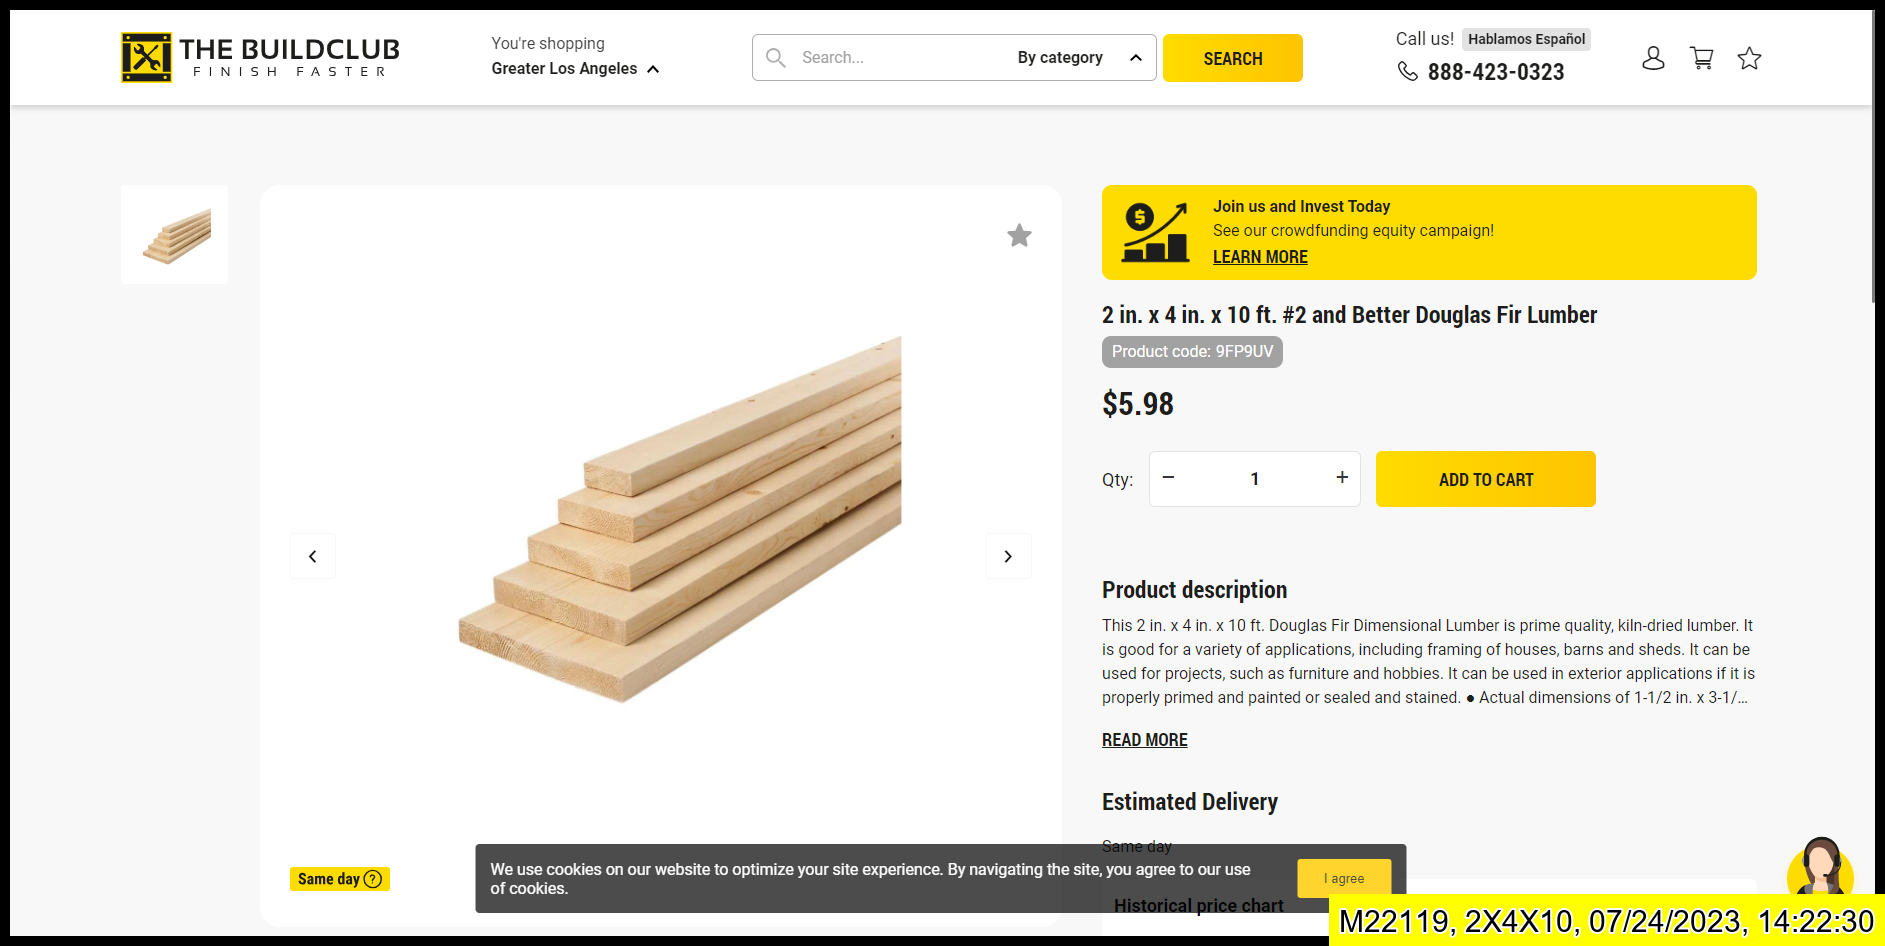 THE BUILDCLUB
FINISH FASTER
You're shopping
Greater Los Angeles
Search...
By category
SEARCH
Call us! Hablamos Español
888-423-0323
Join us and Invest Today
See our crowdfunding equity campaign!
LEARN MORE
2 in. x 4 in. x 10 ft. #2 and Better Douglas Fir Lumber
Product code: 9FP9UV
$5.98
Qty: − 1 +
ADD TO CART
Product description
This 2 in. x 4 in. x 10 ft. Douglas Fir Dimensional Lumber is prime quality, kiln-dried lumber. It
is good for a variety of applications, including framing of houses, barns and sheds. It can be
used for projects, such as furniture and hobbies. It can be used in exterior applications if it is
properly primed and painted or sealed and stained. ● Actual dimensions of 1-1/2 in. x 3-1/...
READ MORE
Estimated Delivery
Same day
Same day ?
We use cookies on our website to optimize your site experience. By navigating the site, you agree to our use
of cookies.
I agree
Historical price chart
M22119, 2X4X10, 07/24/2023, 14:22:30